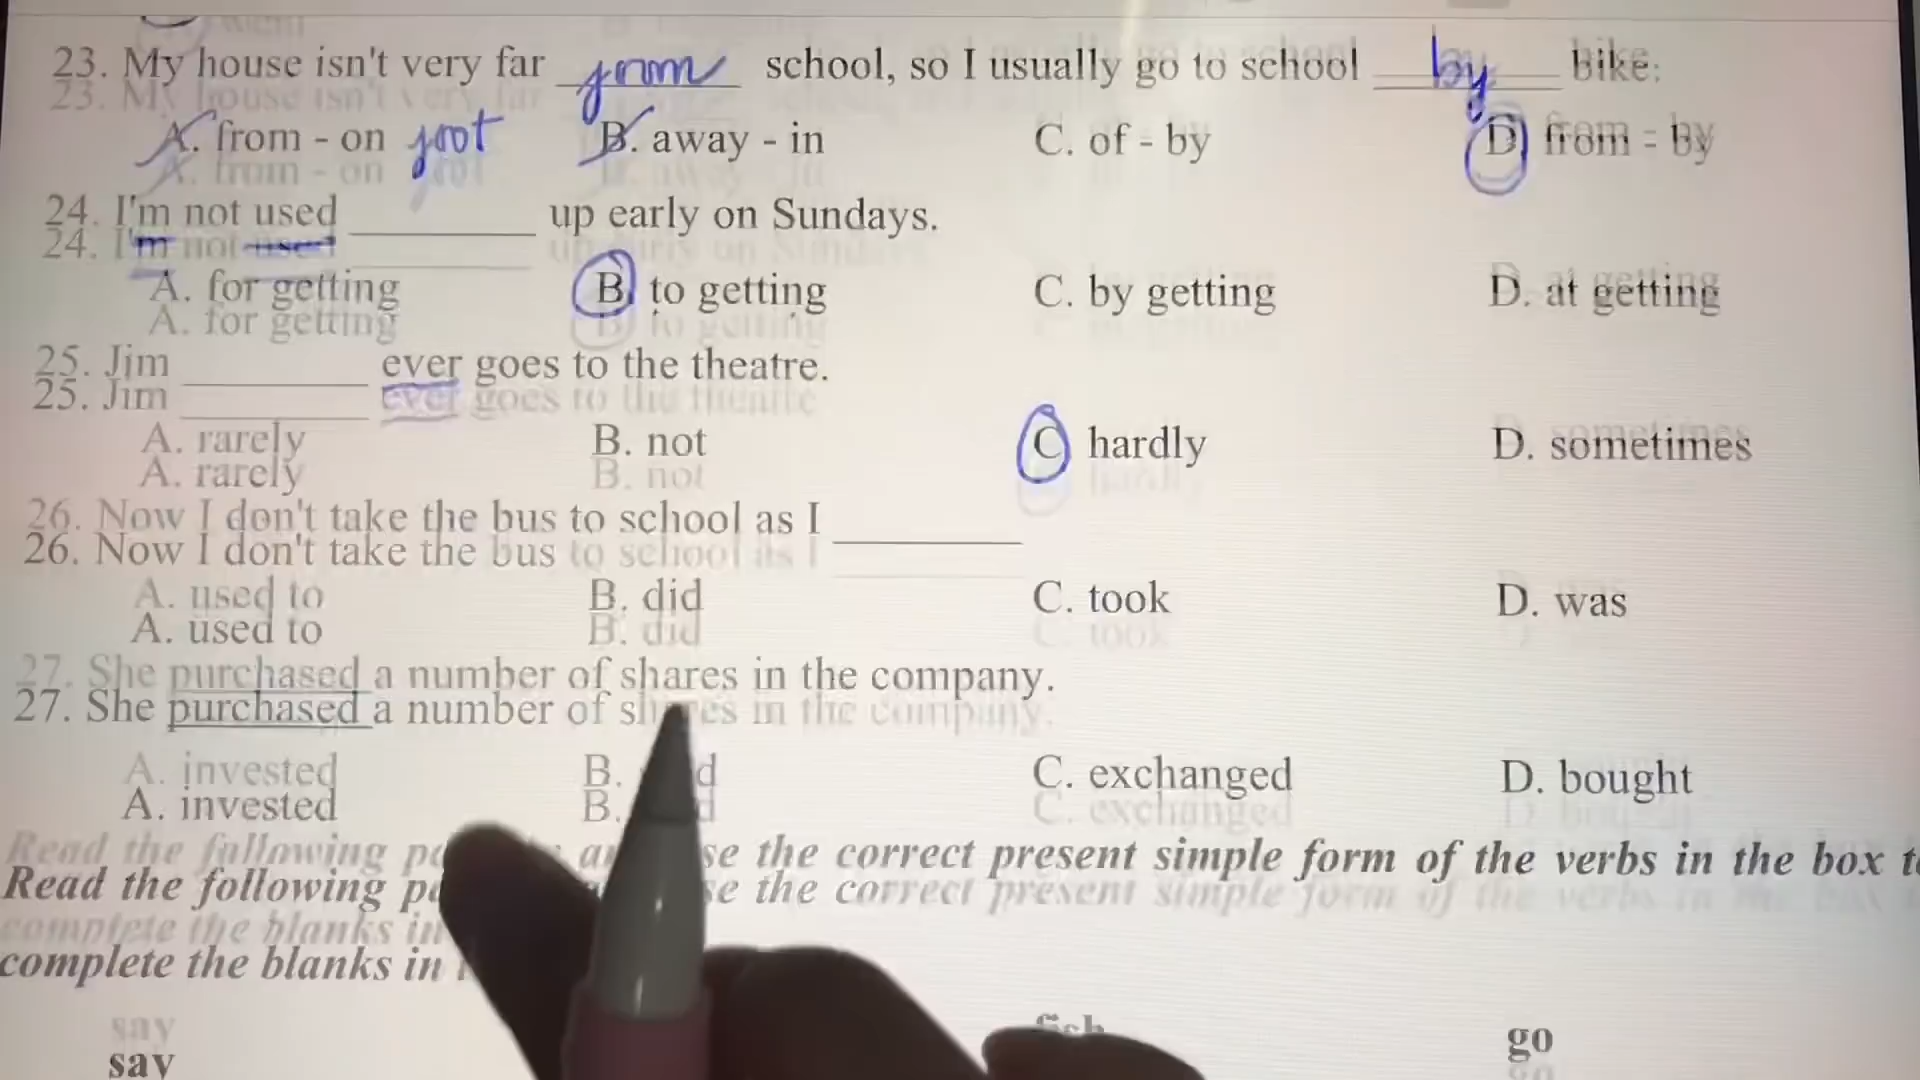 23. My house isn't very far from school, so I usually go to school by bike.
A. from - on foot B. away - in C. of - by D from - by
24. I'm not used ________ up early on Sundays.
A. for getting B to getting C. by getting D. at getting
25. Jim ________ ever goes to the theatre.
A. rarely B. not C hardly D. sometimes
26. Now I don't take the bus to school as I ________
A. used to B. did C. took D. was
27. She purchased a number of shares in the company.
A. invested B. C. exchanged D. bought
Read the following the correct present simple form of the verbs in the box
complete the blanks in
say go